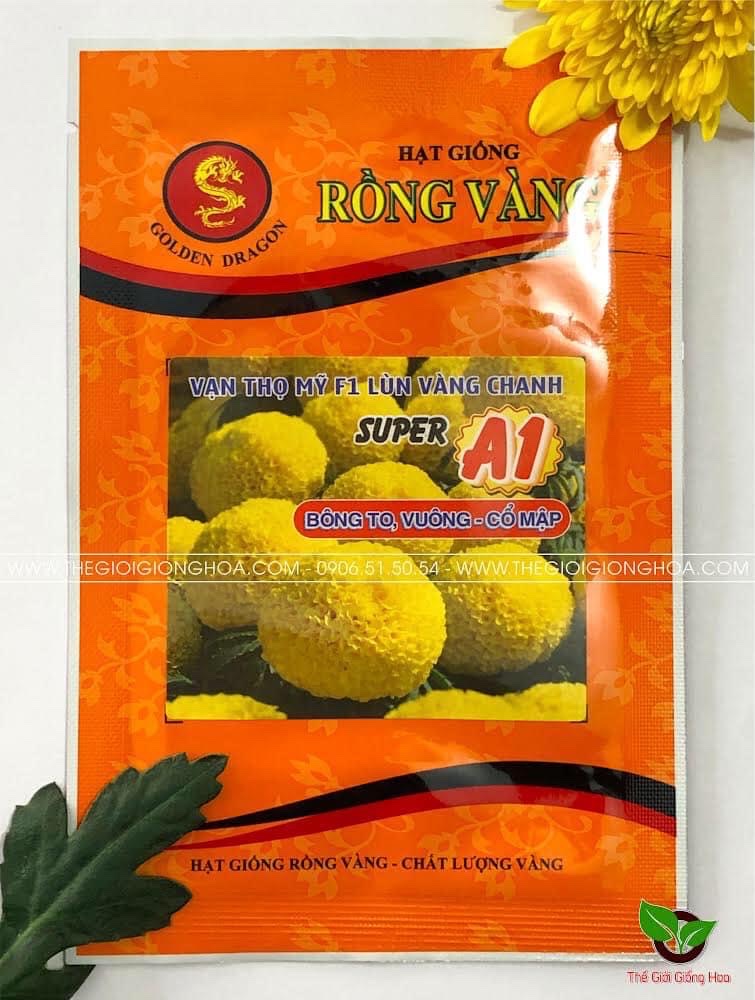 HẠT GIỐNG
RỒNG VÀNG
GOLDEN DRAGON
VẠN THỌ MỸ F1 LÙN VÀNG CHANH
SUPER A1
BÔNG TO, VUÔNG - CỔ MẬP
WWW.THEGIOIGIONGHOA.COM - 0906.51.50.54 - WWW.THEGIOIGIONGHOA.COM
HẠT GIỐNG RỒNG VÀNG - CHẤT LƯỢNG VÀNG
Thế Giới Giống Hoa